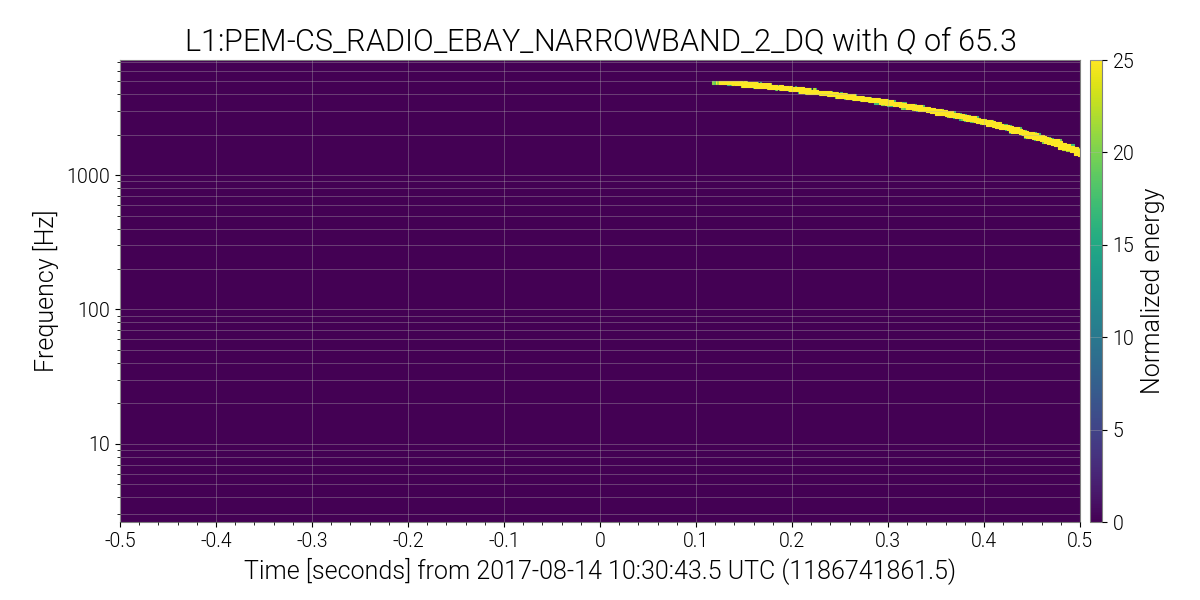 L1:PEM-CS_RADIO_EBAY_NARROWBAND_2_DQ with Q of 65.3
Frequency [Hz]
1000
100
10
-0.5 -0.4 -0.3 -0.2 -0.1 0 0.1 0.2 0.3 0.4 0.5
Time [seconds] from 2017-08-14 10:30:43.5 UTC (1186741861.5)
25
20
15
10
5
0
Normalized energy